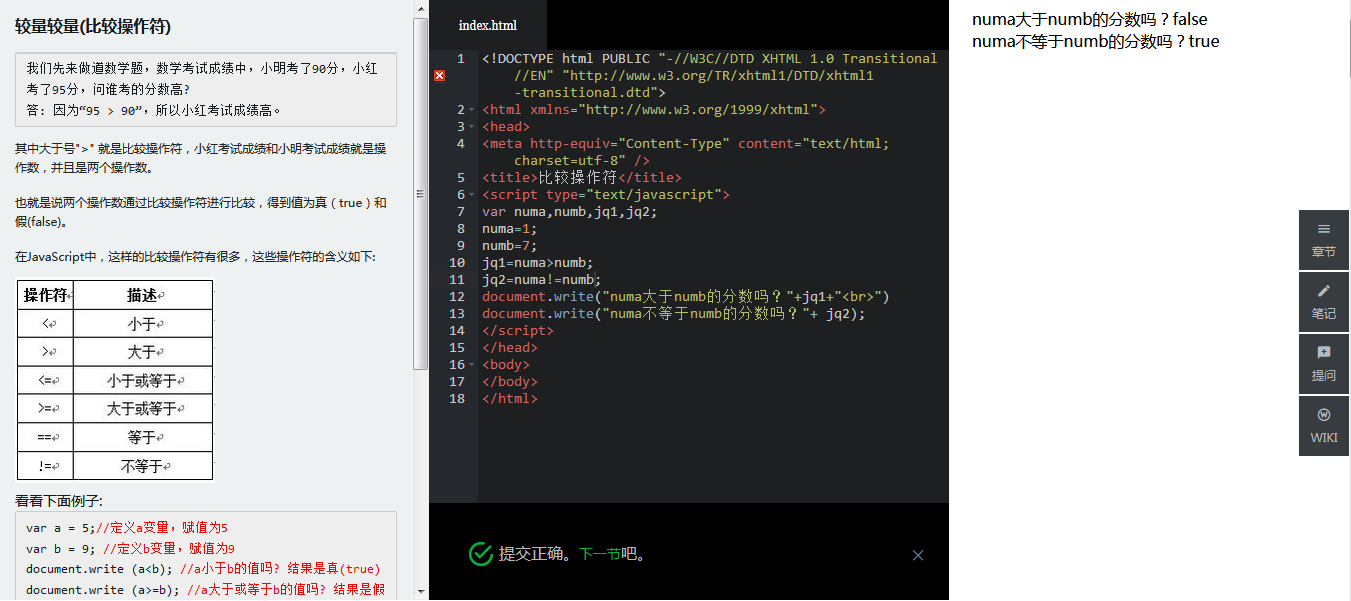 较量较量(比较操作符)
我们先来做道数学题，数学考试成绩中，小明考了90分，小红
考了95分，问谁考的分数高?
答: 因为“95 > 90”，所以小红考试成绩高。
其中大于号">" 就是比较操作符，小红考试成绩和小明考试成绩就是操
作数，并且是两个操作数。
也就是说两个操作数通过比较操作符进行比较，得到值为真（true）和
假(false)。
在JavaScript中，这样的比较操作符有很多，这些操作符的含义如下:
操作符 描述
< 小于
> 大于
<= 小于或等于
>= 大于或等于
== 等于
!= 不等于
看看下面例子:
var a = 5;//定义a变量，赋值为5
var b = 9; //定义b变量，赋值为9
document.write (a<b); //a小于b的值吗? 结果是真(true)
document.write (a>=b); //a大于或等于b的值吗? 结果是假
index.html
1 <!DOCTYPE html PUBLIC "-//W3C//DTD XHTML 1.0 Transitional
//EN" "http://www.w3.org/TR/xhtml1/DTD/xhtml1
-transitional.dtd">
2 <html xmlns="http://www.w3.org/1999/xhtml">
3 <head>
4 <meta http-equiv="Content-Type" content="text/html;
charset=utf-8" />
5 <title>比较操作符</title>
6 <script type="text/javascript">
7 var numa,numb,jq1,jq2;
8 numa=1;
9 numb=7;
10 jq1=numa>numb;
11 jq2=numa!=numb;
12 document.write("numa大于numb的分数吗？"+jq1+"<br>")
13 document.write("numa不等于numb的分数吗？"+ jq2);
14 </script>
15 </head>
16 <body>
17 </body>
18 </html>
提交正确。下一节吧。
numa大于numb的分数吗？false
numa不等于numb的分数吗？true
章节
笔记
提问
WIKI